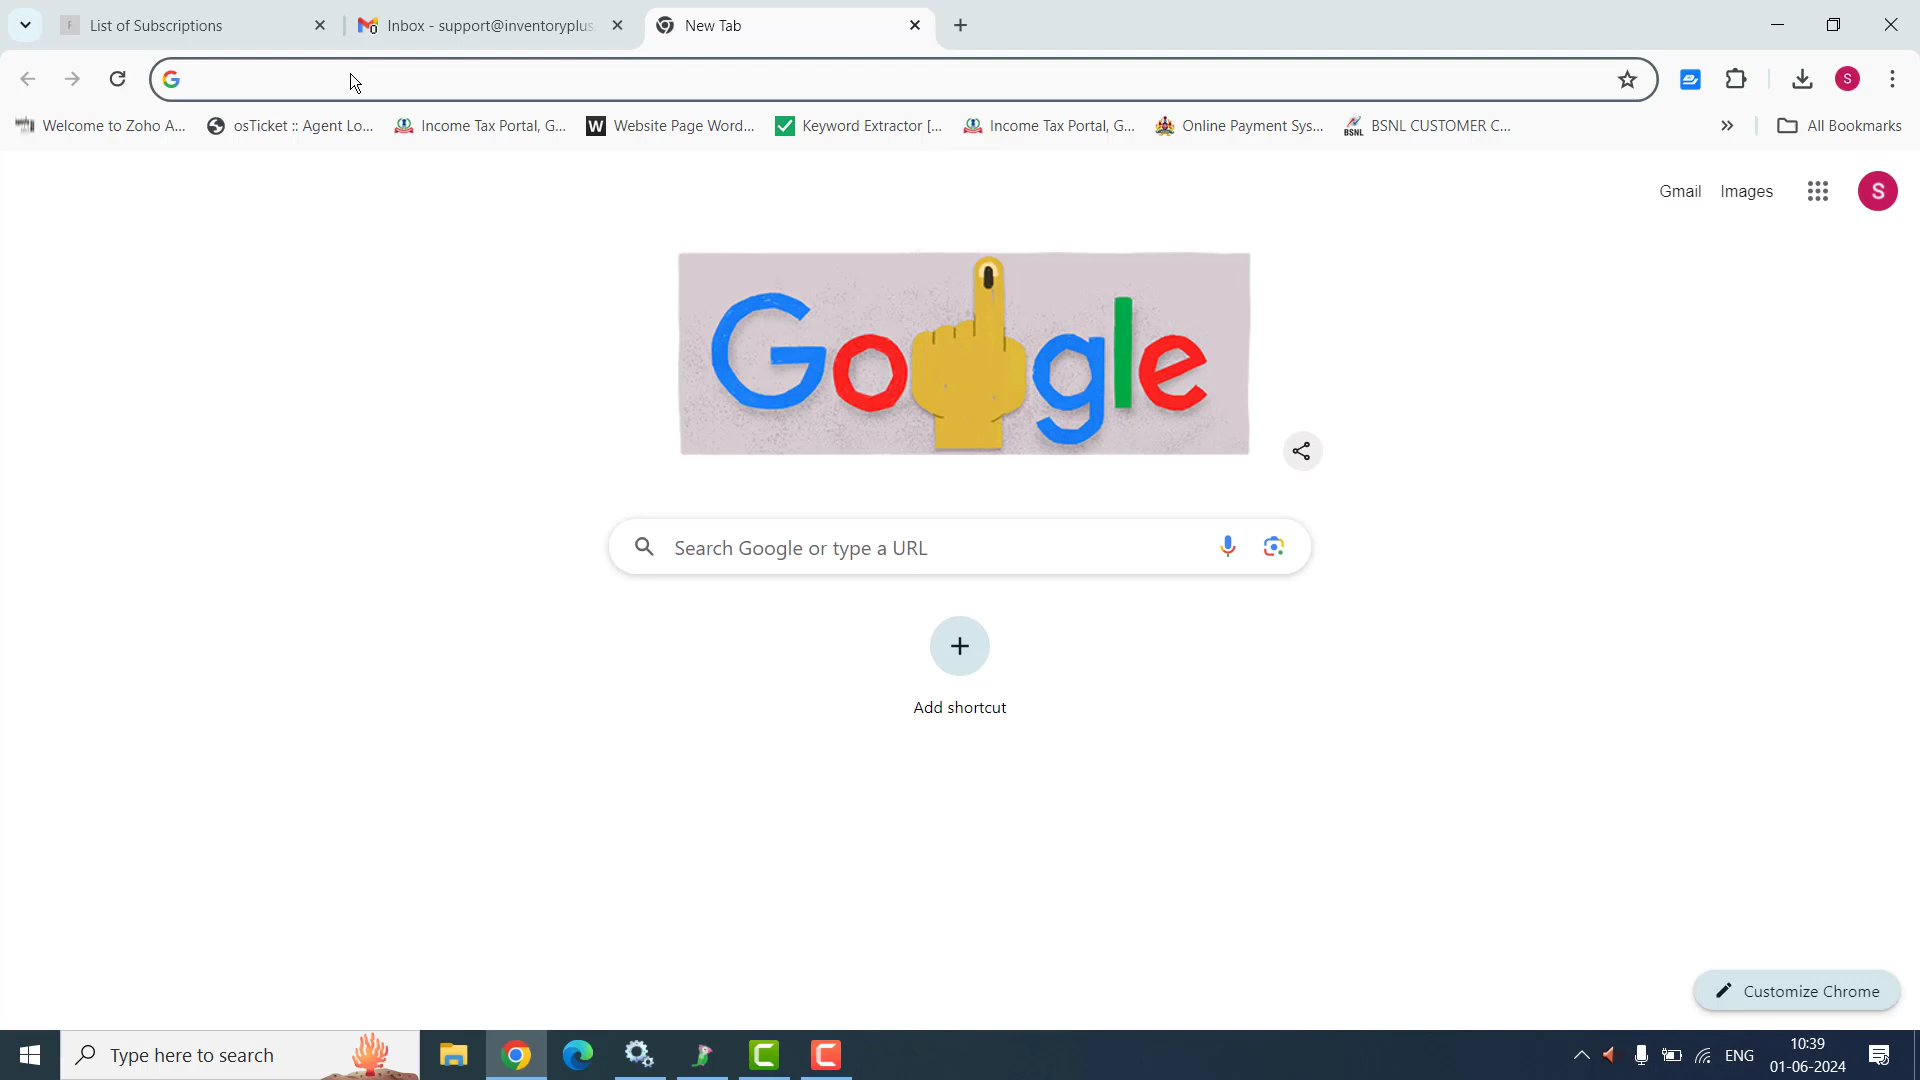 List of Subscriptions
Inbox - support@inventoryplus.
New Tab
Welcome to Zoho A...
osTicket :: Agent Lo...
Income Tax Portal, G...
W Website Page Word...
Keyword Extractor [...
Income Tax Portal, G...
Online Payment Sys...
BSNL BSNL CUSTOMER C...
All Bookmarks
Gmail Images S
Google
Search Google or type a URL
Add shortcut
Customize Chrome
Type here to search
ENG
10:39
01-06-2024